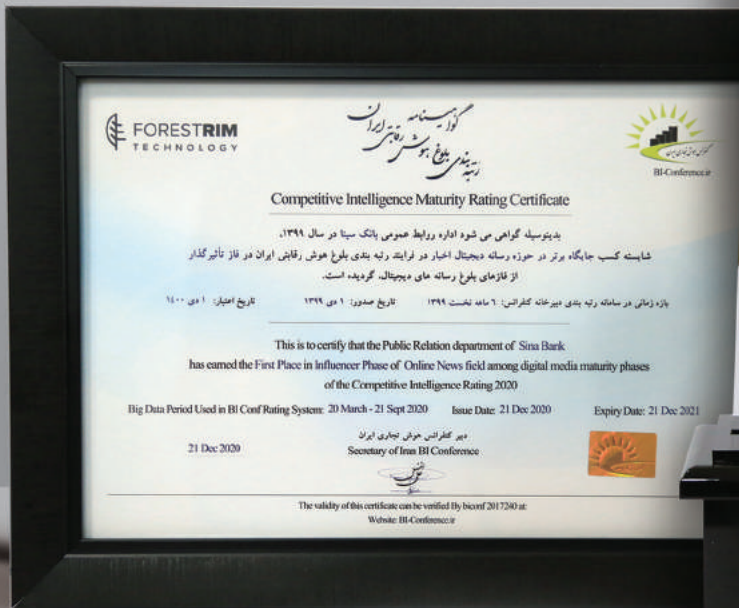 FORESTRIM
TECHNOLOGY
گواهینامه
رتبه بندی بلوغ هوش رقابتی ایران
BI-Conference.ir
Competitive Intelligence Maturity Rating Certificate
بدینوسیله گواهی می شود اداره روابط عمومی بانک سینا در سال ۱۳۹۹،
شایسته کسب جایگاه برتر در حوزه رسانه دیجیتال اخبار در فرایند رتبه بندی بلوغ هوش رقابتی ایران در فاز تأثیرگذار
از فازهای بلوغ رسانه های دیجیتال، گردیده است.
بازه زمانی در سامانه رتبه بندی دبیرخانه کنفرانس: ۶ ماهه نخست ۱۳۹۹ تاریخ صدور: ۱ دی ۱۳۹۹ تاریخ اعتبار: ۱ دی ۱۴۰۰
This is to certify that the Public Relation department of Sina Bank
has earned the First Place in Influencer Phase of Online News field among digital media maturity phases
of the Competitive Intelligence Rating 2020
Big Data Period Used in BI Conf Rating System: 20 March - 21 Sept 2020 Issue Date: 21 Dec 2020 Expiry Date: 21 Dec 2021
دبیر کنفرانس هوش تجاری ایران
21 Dec 2020 Secretary of Iran BI Conference
The validity of this certificate can be verified By biconf 2017240 at:
Website: BI-Conference.ir